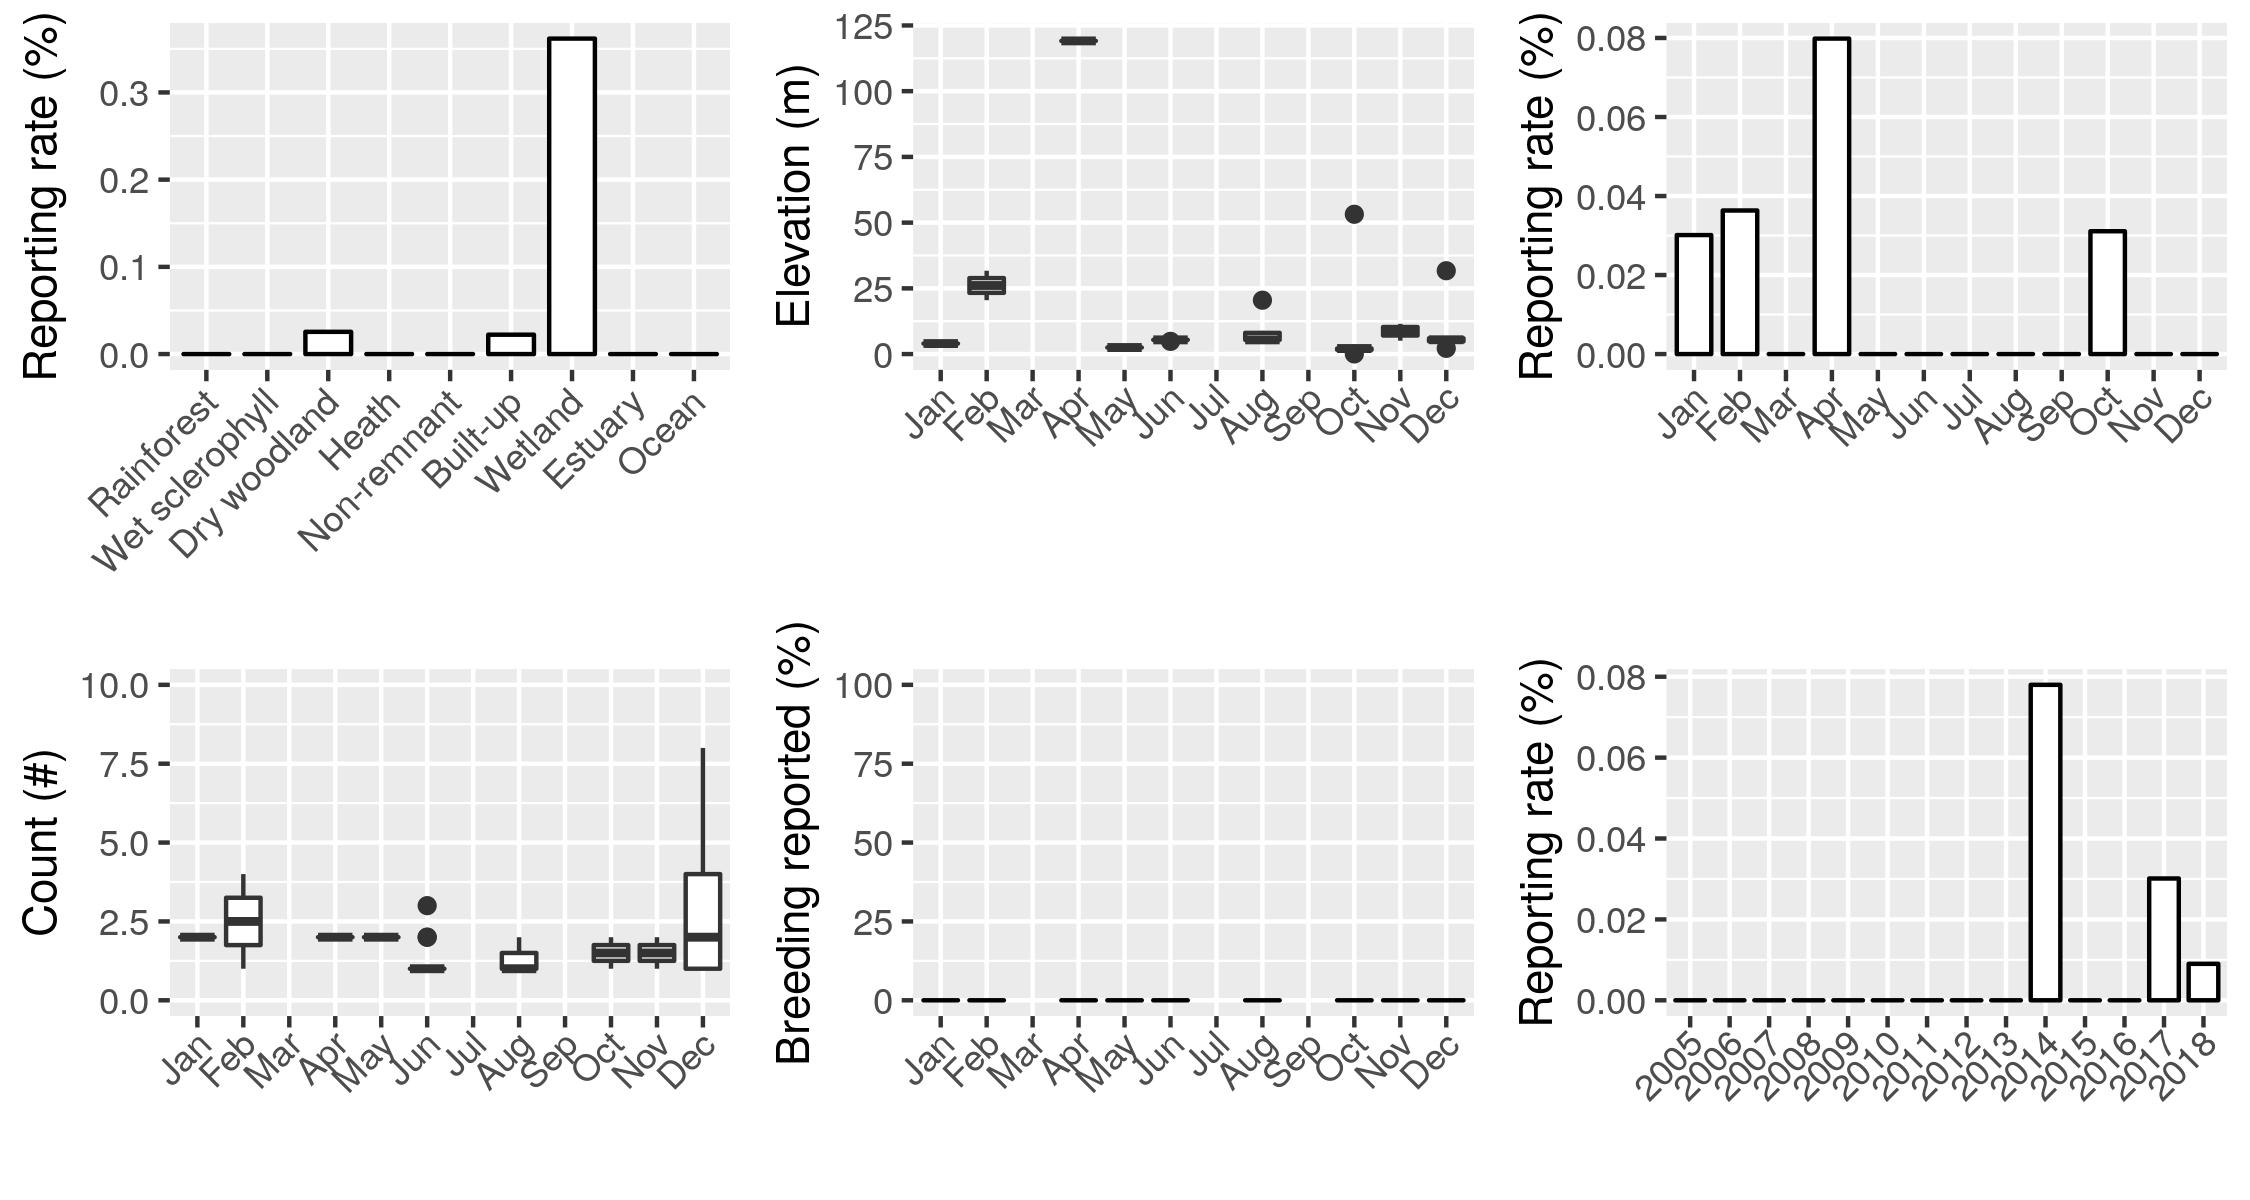 Reporting rate (%)
0.3
0.2
0.1
0.0
Rainforest
Wet sclerophyll
Dry woodland
Heath
Non-remnant
Built-up
Wetland
Estuary
Ocean
Elevation (m)
125
100
75
50
25
0
Jan
Feb
Mar
Apr
May
Jun
Jul
Aug
Sep
Oct
Nov
Dec
Reporting rate (%)
0.08
0.06
0.04
0.02
0.00
Jan
Feb
Mar
Apr
May
Jun
Jul
Aug
Sep
Oct
Nov
Dec
Count (#)
10.0
7.5
5.0
2.5
0.0
Jan
Feb
Mar
Apr
May
Jun
Jul
Aug
Sep
Oct
Nov
Dec
Breeding reported (%)
100
75
50
25
0
Jan
Feb
Mar
Apr
May
Jun
Jul
Aug
Sep
Oct
Nov
Dec
Reporting rate (%)
0.08
0.06
0.04
0.02
0.00
2005
2006
2007
2008
2009
2010
2011
2012
2013
2014
2015
2016
2017
2018